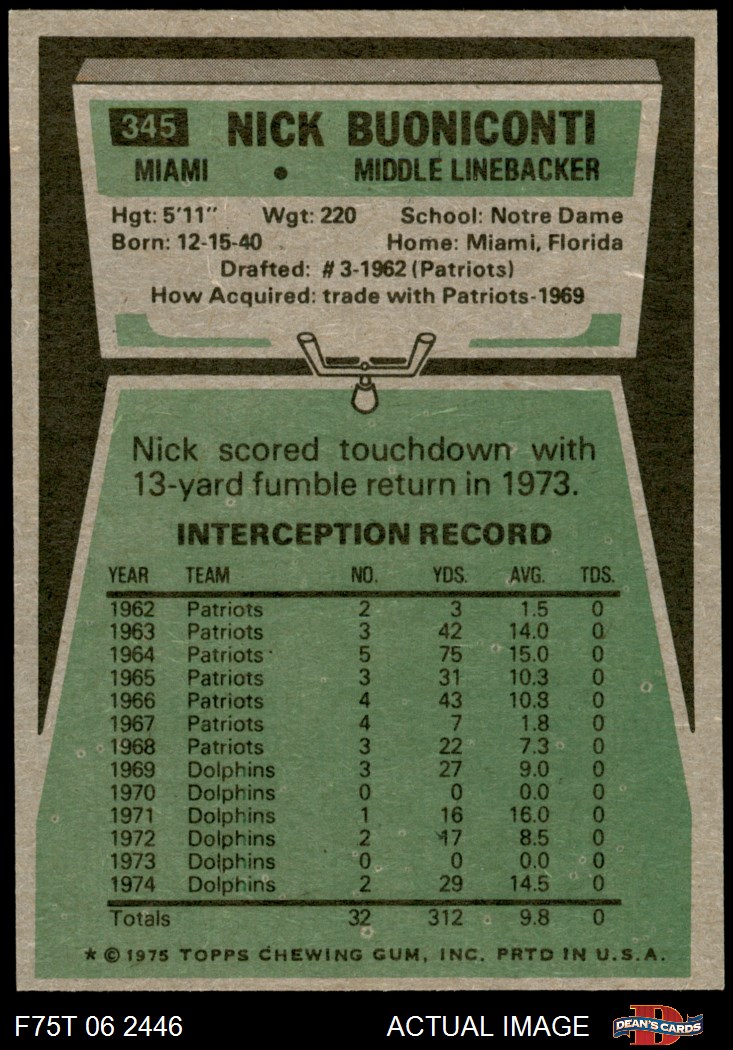 345 NICK BUONICONTI
MIAMI • MIDDLE LINEBACKER
Hgt: 5'11" Wgt: 220 School: Notre Dame
Born: 12-15-40 Home: Miami, Florida
Drafted: #3-1962 (Patriots)
How Acquired: trade with Patriots-1969
Nick scored touchdown with
13-yard fumble return in 1973.
INTERCEPTION RECORD
YEAR TEAM NO. YDS. AVG. TDS.
1962 Patriots 2 3 1.5 0
1963 Patriots 3 42 14.0 0
1964 Patriots 5 75 15.0 0
1965 Patriots 3 31 10.3 0
1966 Patriots 4 43 10.8 0
1967 Patriots 4 7 1.8 0
1968 Patriots 3 22 7.3 0
1969 Dolphins 3 27 9.0 0
1970 Dolphins 0 0 0.0 0
1971 Dolphins 1 16 16.0 0
1972 Dolphins 2 17 8.5 0
1973 Dolphins 0 0 0.0 0
1974 Dolphins 2 29 14.5 0
Totals 32 312 9.8 0
* © 1975 TOPPS CHEWING GUM, INC. PRTD IN U.S.A.
F75T 06 2446 ACTUAL IMAGE DEAN'S CARDS